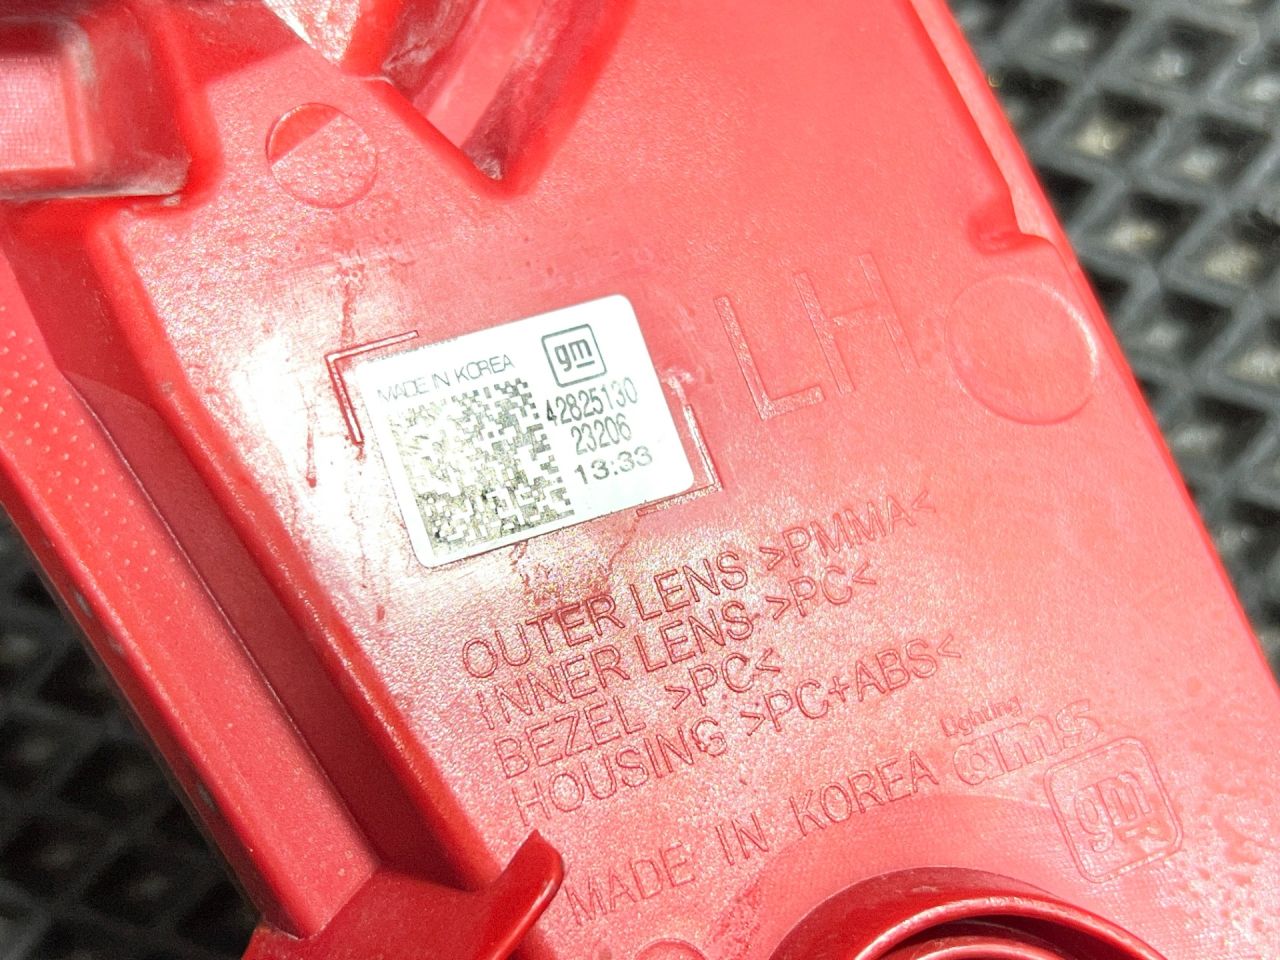 MADE IN KOREA
gm
42825130
23206
13:33
LH
OUTER LENS >PMMA<
INNER LENS >PC<
BEZEL >PC<
HOUSING >PC+ABS<
MADE IN KOREA
Lighting
ams
gm